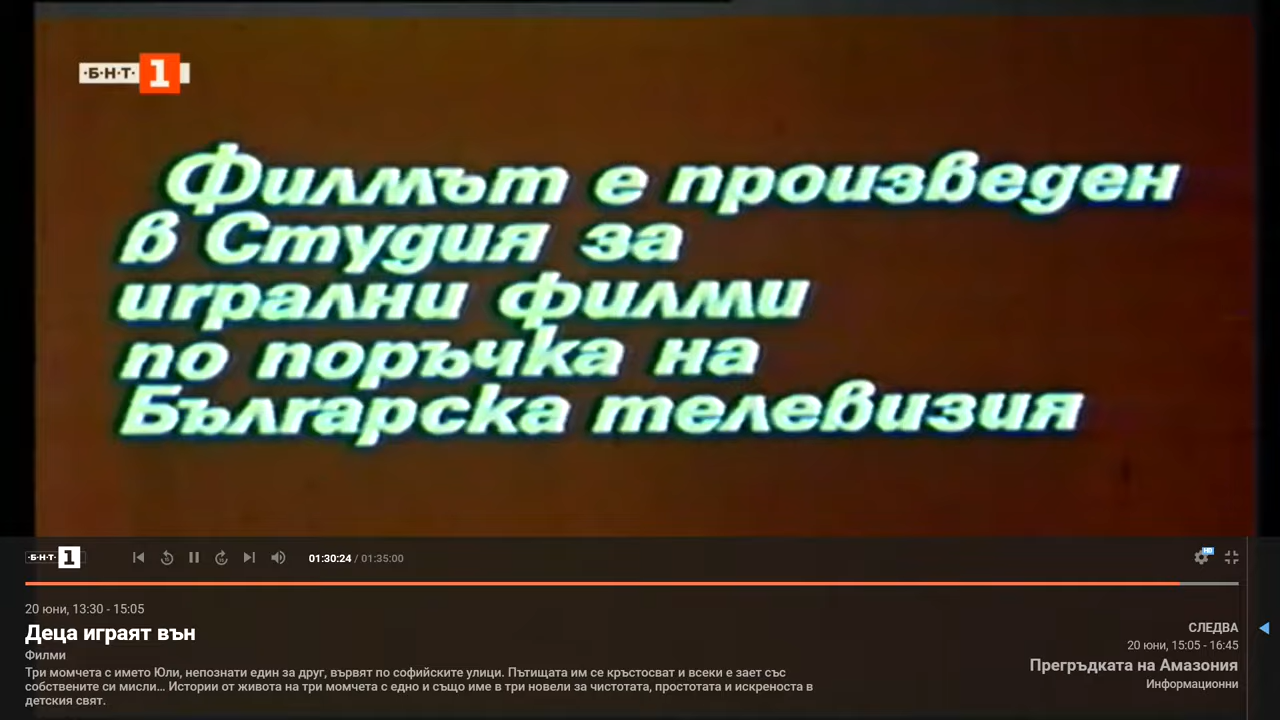 ·Б·Н·Т· 1
Филмът е произведен
в Студия за
игрални филми
по поръчка на
Българска телевизия
·Б·Н·Т· 1
01:30:24 / 01:35:00
HD
20 юни, 13:30 - 15:05
Деца играят вън
Филми
Три момчета с името Юли, непознати един за друг, вървят по софийските улици. Пътищата им се кръстосват и всеки е зает със
собствените си мисли... Истории от живота на три момчета с едно и също име в три новели за чистотата, простотата и искреноста в
детския свят.
СЛЕДВА
20 юни, 15:05 - 16:45
Прегръдката на Амазония
Информационни